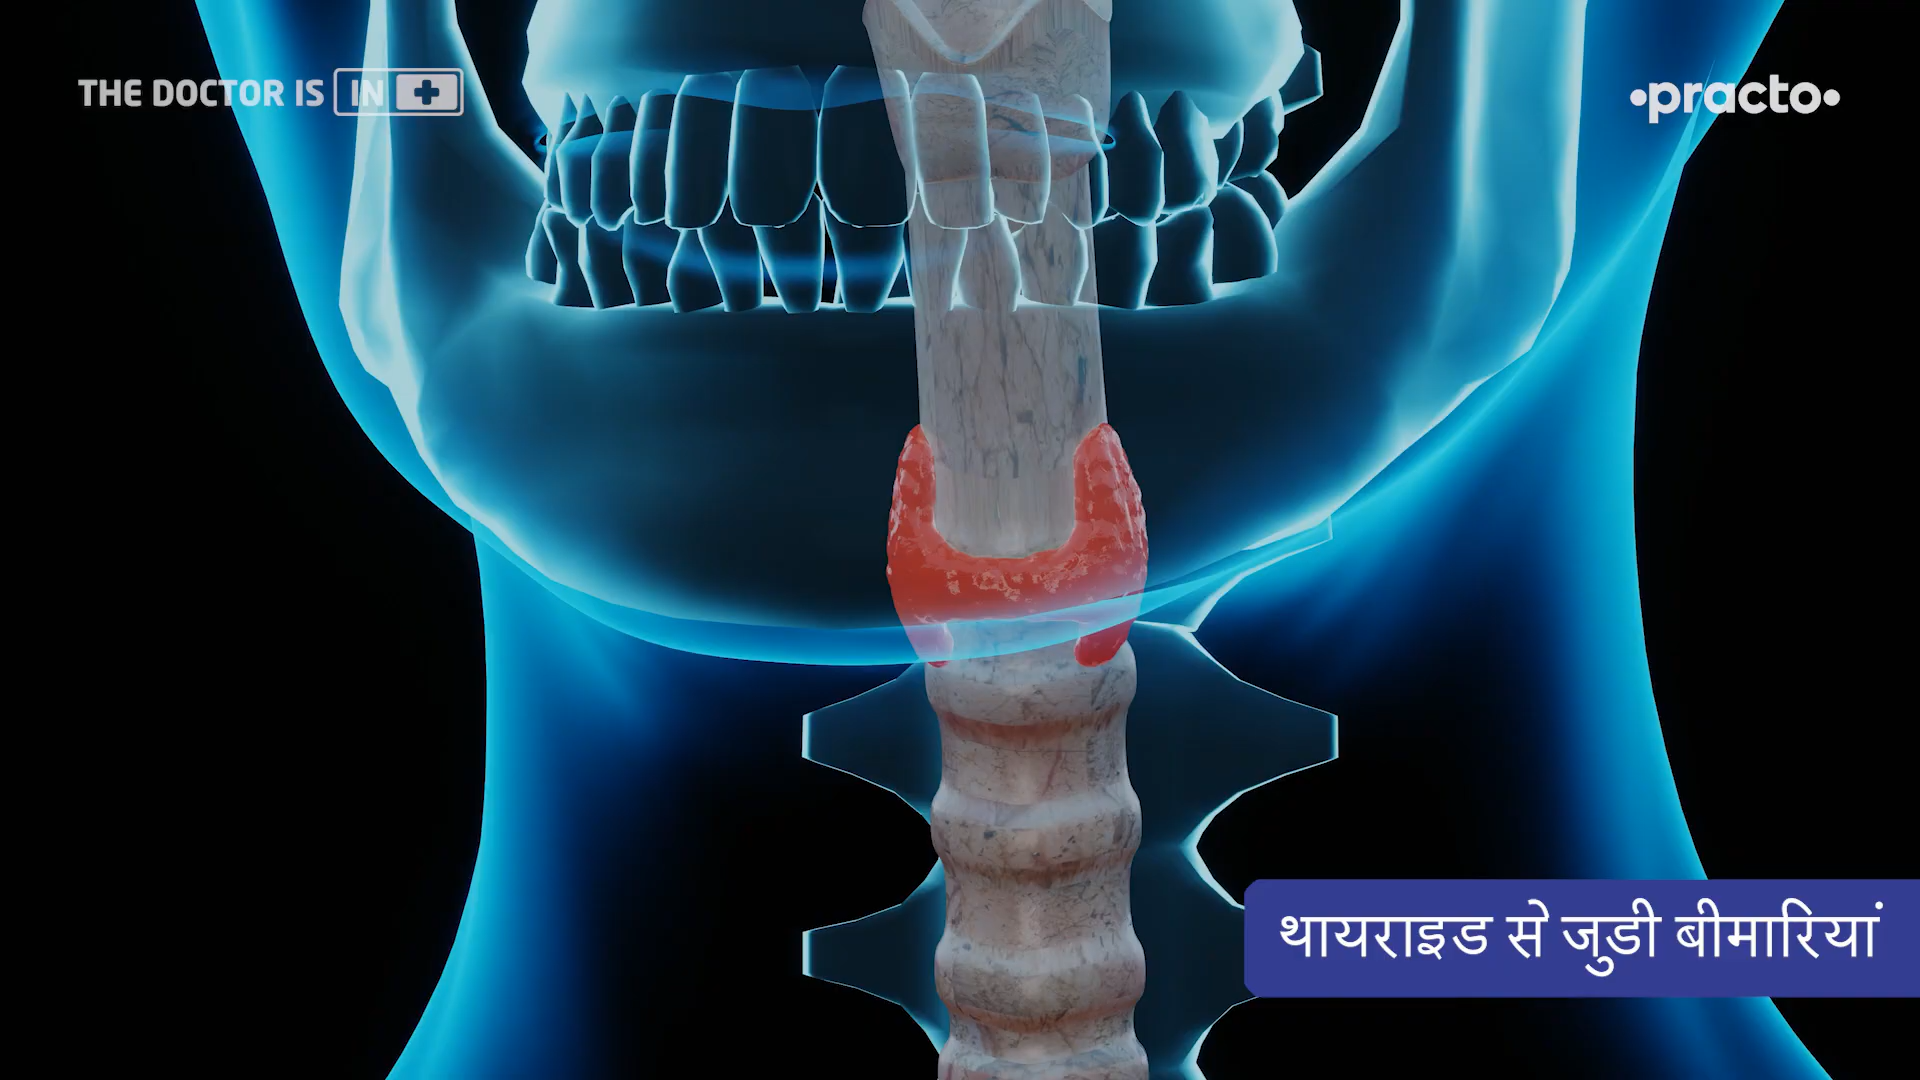 THE DOCTOR IS IN
•practo•
थायराइड से जुडी बीमारियां